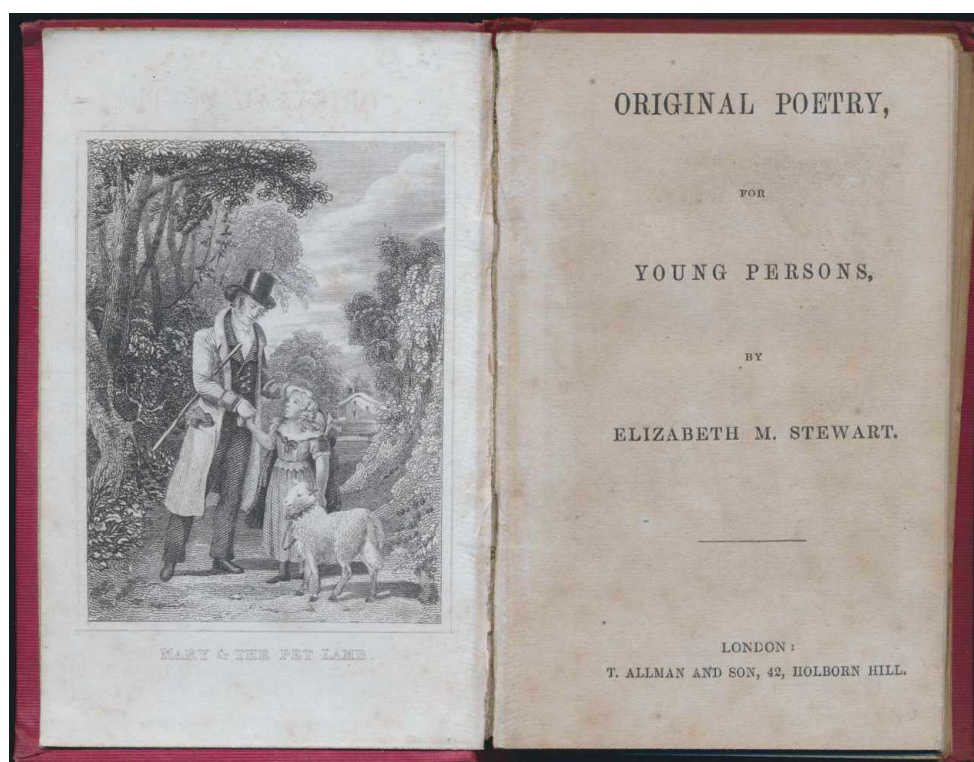 MARY & THE PET LAMB.
ORIGINAL POETRY,
FOR
YOUNG PERSONS,
BY
ELIZABETH M. STEWART.
LONDON:
T. ALLMAN AND SON, 42, HOLBORN HILL.